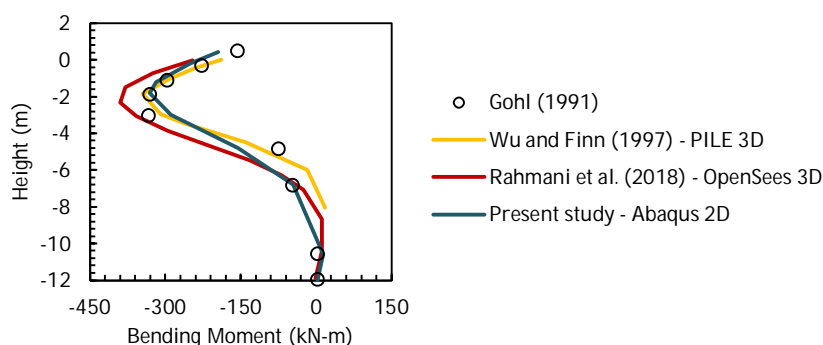 2
0
-2
-4
-6
-8
-10
-12
Height (m)
-450
-300
-150
0
150
Bending Moment (kN-m)
Gohl (1991)
Wu and Finn (1997) - PILE 3D
Rahmani et al. (2018) - OpenSees 3D
Present study - Abaqus 2D